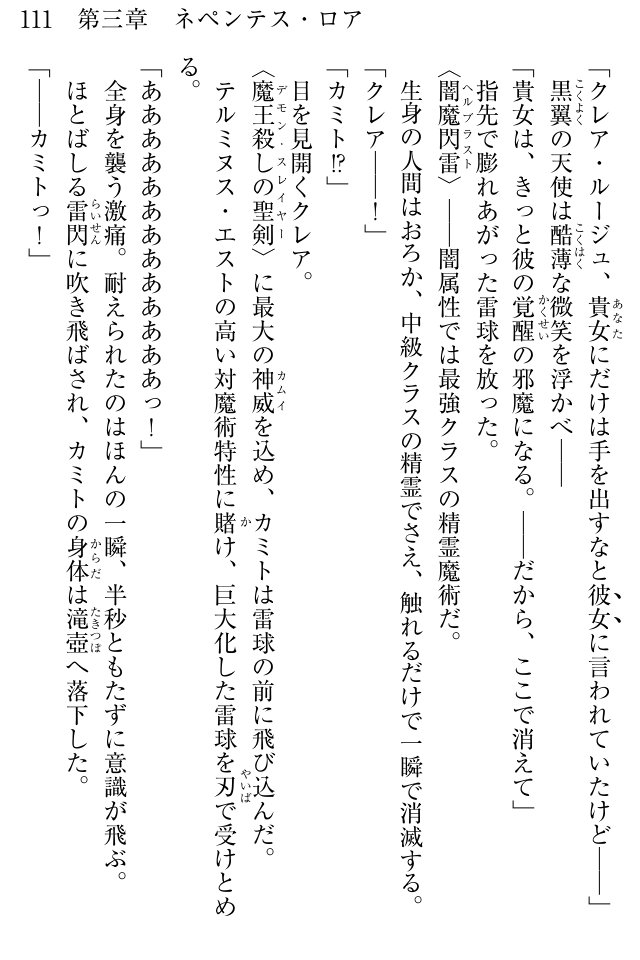 111　第三章　ネペンテス・ロア
「クレア・ルージュ、貴女にだけは手を出すなと彼女に言われていたけど――」
黒翼の天使は酷薄な微笑を浮かべ――
「貴女は、きっと彼の覚醒の邪魔になる。――だから、ここで消えて」
指先で膨れあがった雷球を放った。
〈闇魔閃雷〉――闇属性では最強クラスの精霊魔術だ。
生身の人間はおろか、中級クラスの精霊でさえ、触れるだけで一瞬で消滅する。
「クレア――！」
「カミト!?」
目を見開くクレア。
〈魔王殺しの聖剣〉に最大の神威を込め、カミトは雷球の前に飛び込んだ。
テルミヌス・エストの高い対魔術特性に賭け、巨大化した雷球を刃で受けとめ
る。
「ああああああああああああああっ！」
全身を襲う激痛。耐えられたのはほんの一瞬、半秒ともたずに意識が飛ぶ。
ほとばしる雷閃に吹き飛ばされ、カミトの身体は滝壺へ落下した。
「――カミトっ！」